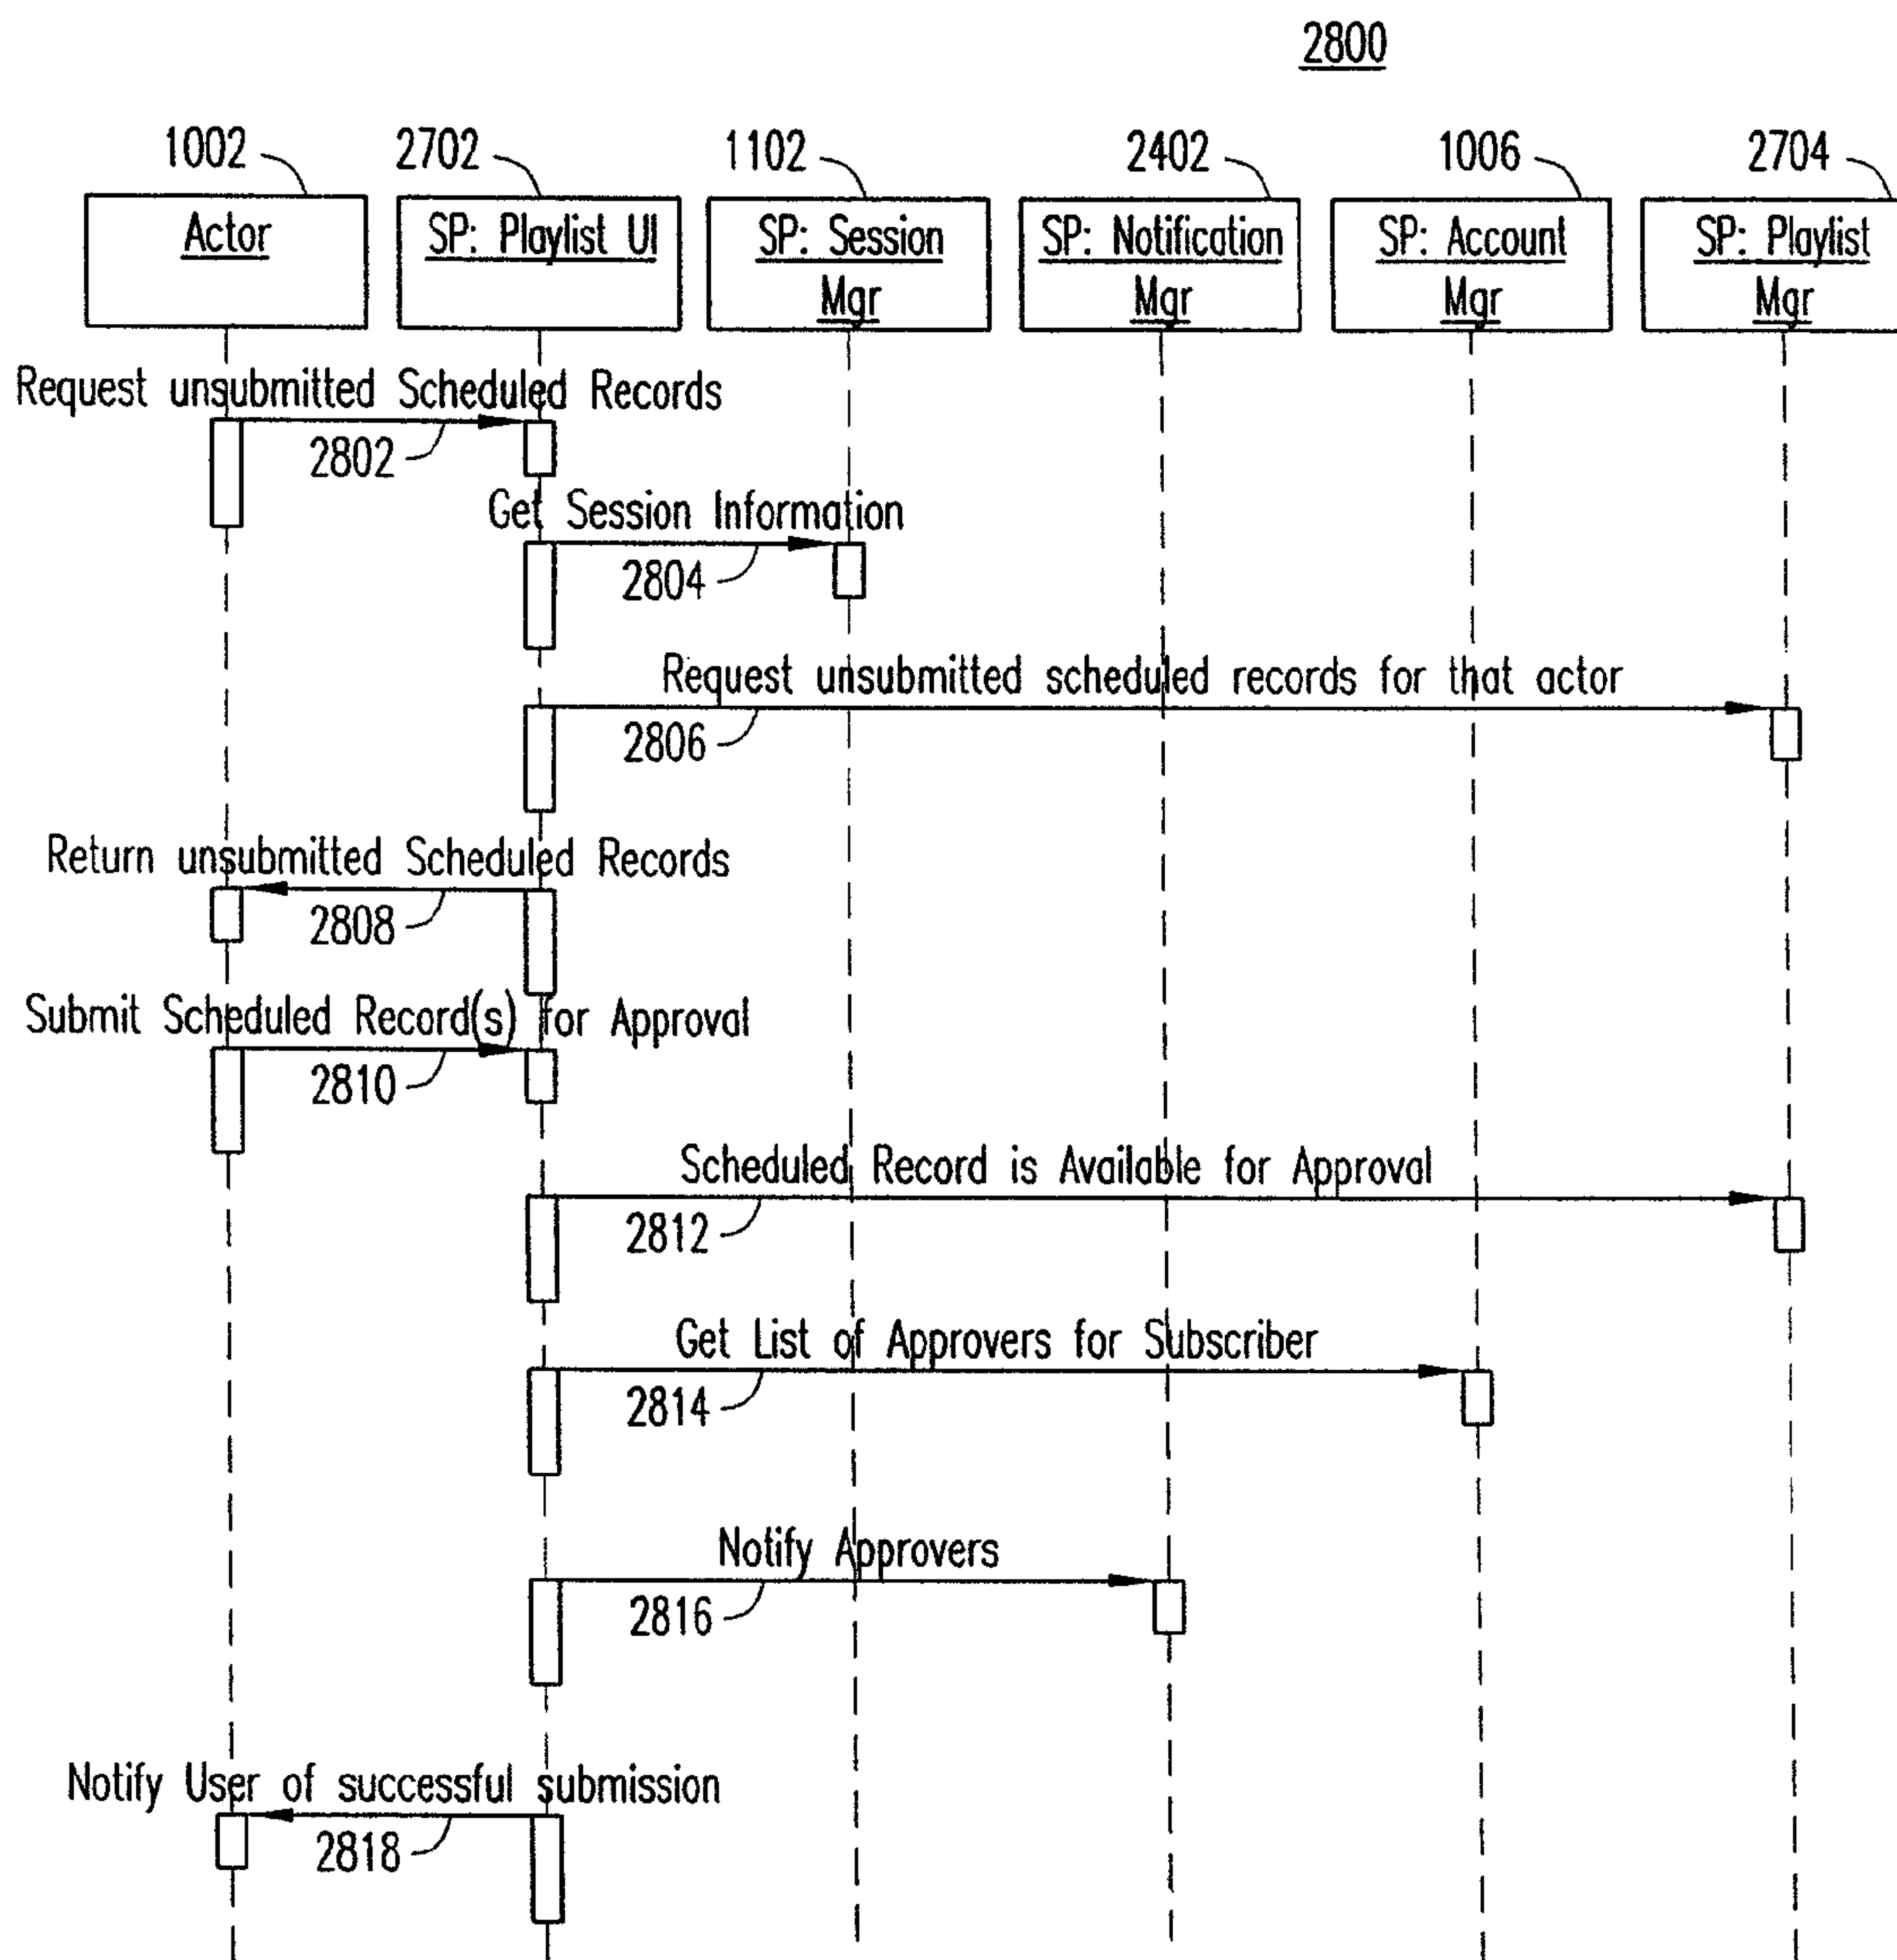 2800
1002 2702 1102 2402 1006 2704
Actor SP: Playlist UI SP: Session SP: Notification SP: Account SP: Playlist
Mgr Mgr Mgr Mgr
Request unsubmitted Scheduled Records
2802
Get Session Information
2804
Request unsubmitted scheduled records for that actor
2806
Return unsubmitted Scheduled Records
2808
Submit Scheduled Record(s) for Approval
2810
Scheduled Record is Available for Approval
2812
Get List of Approvers for Subscriber
2814
Notify Approvers
2816
Notify User of successful submission
2818